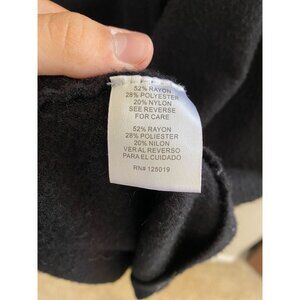 52% RAYON
28% POLYESTER
20% NYLON
SEE REVERSE
FOR CARE
52% RAYON
28% POLIESTER
20% NILON
VER AL REVERSO
PARA EL CUIDADO
RN# 125019